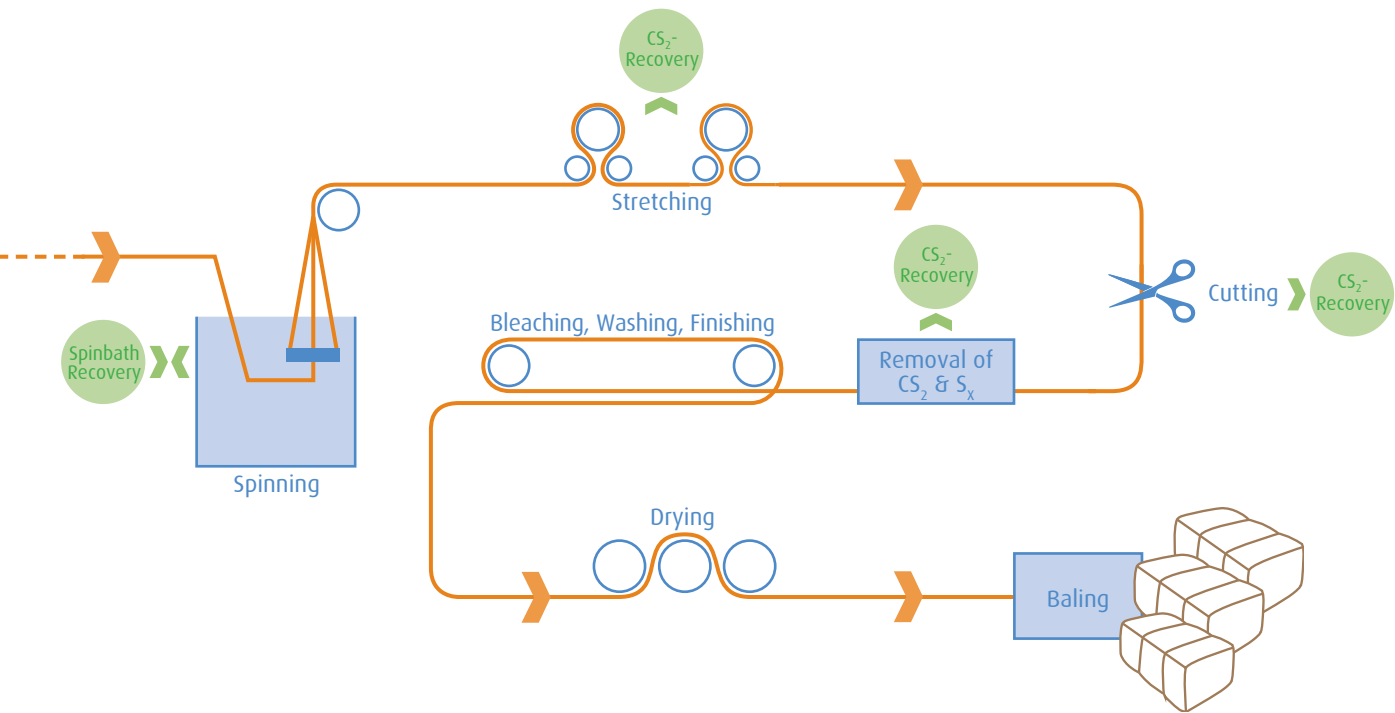 CS₂-
Recovery
Stretching
CS₂-
Recovery
Cutting
CS₂-
Recovery
Bleaching, Washing, Finishing
Spinbath
Recovery
Removal of
CS₂ & Sₓ
Spinning
Drying
Baling